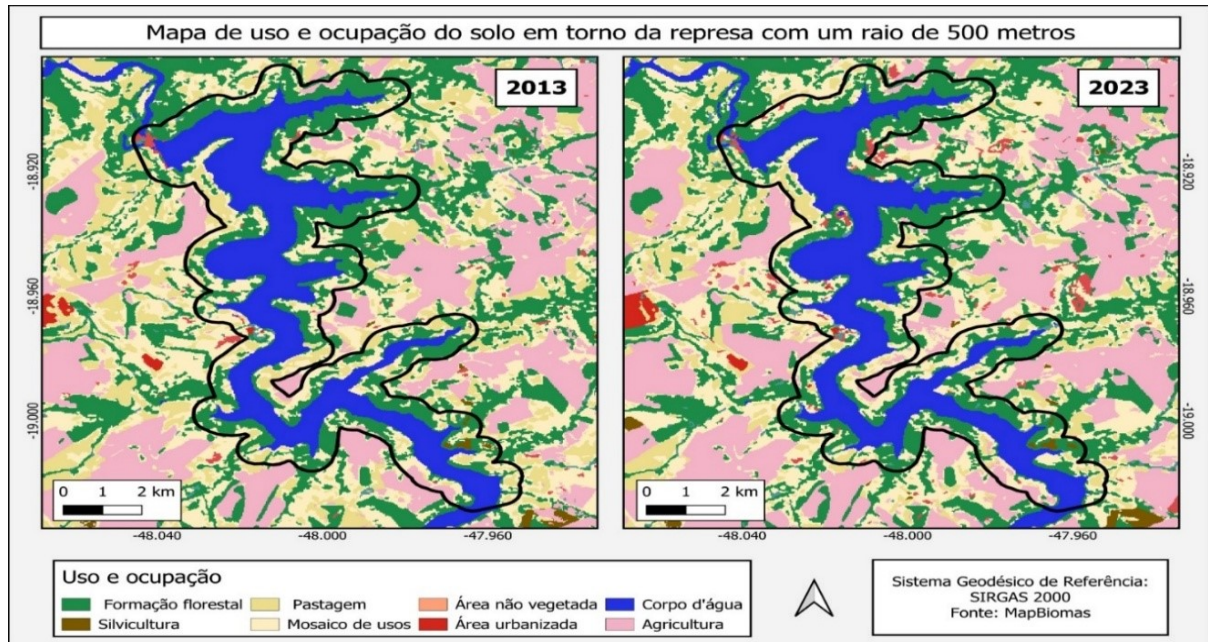 Mapa de uso e ocupação do solo em torno da represa com um raio de 500 metros
2013
2023
-18.920
-18.960
-19.000
-18.920
-18.960
-19.000
0 1 2 km
0 1 2 km
-48.040 -48.000 -47.960
-48.040 -48.000 -47.960
Uso e ocupação
Formação florestal Pastagem Área não vegetada Corpo d'água
Silvicultura Mosaico de usos Área urbanizada Agricultura
Sistema Geodésico de Referência:
SIRGAS 2000
Fonte: MapBiomas